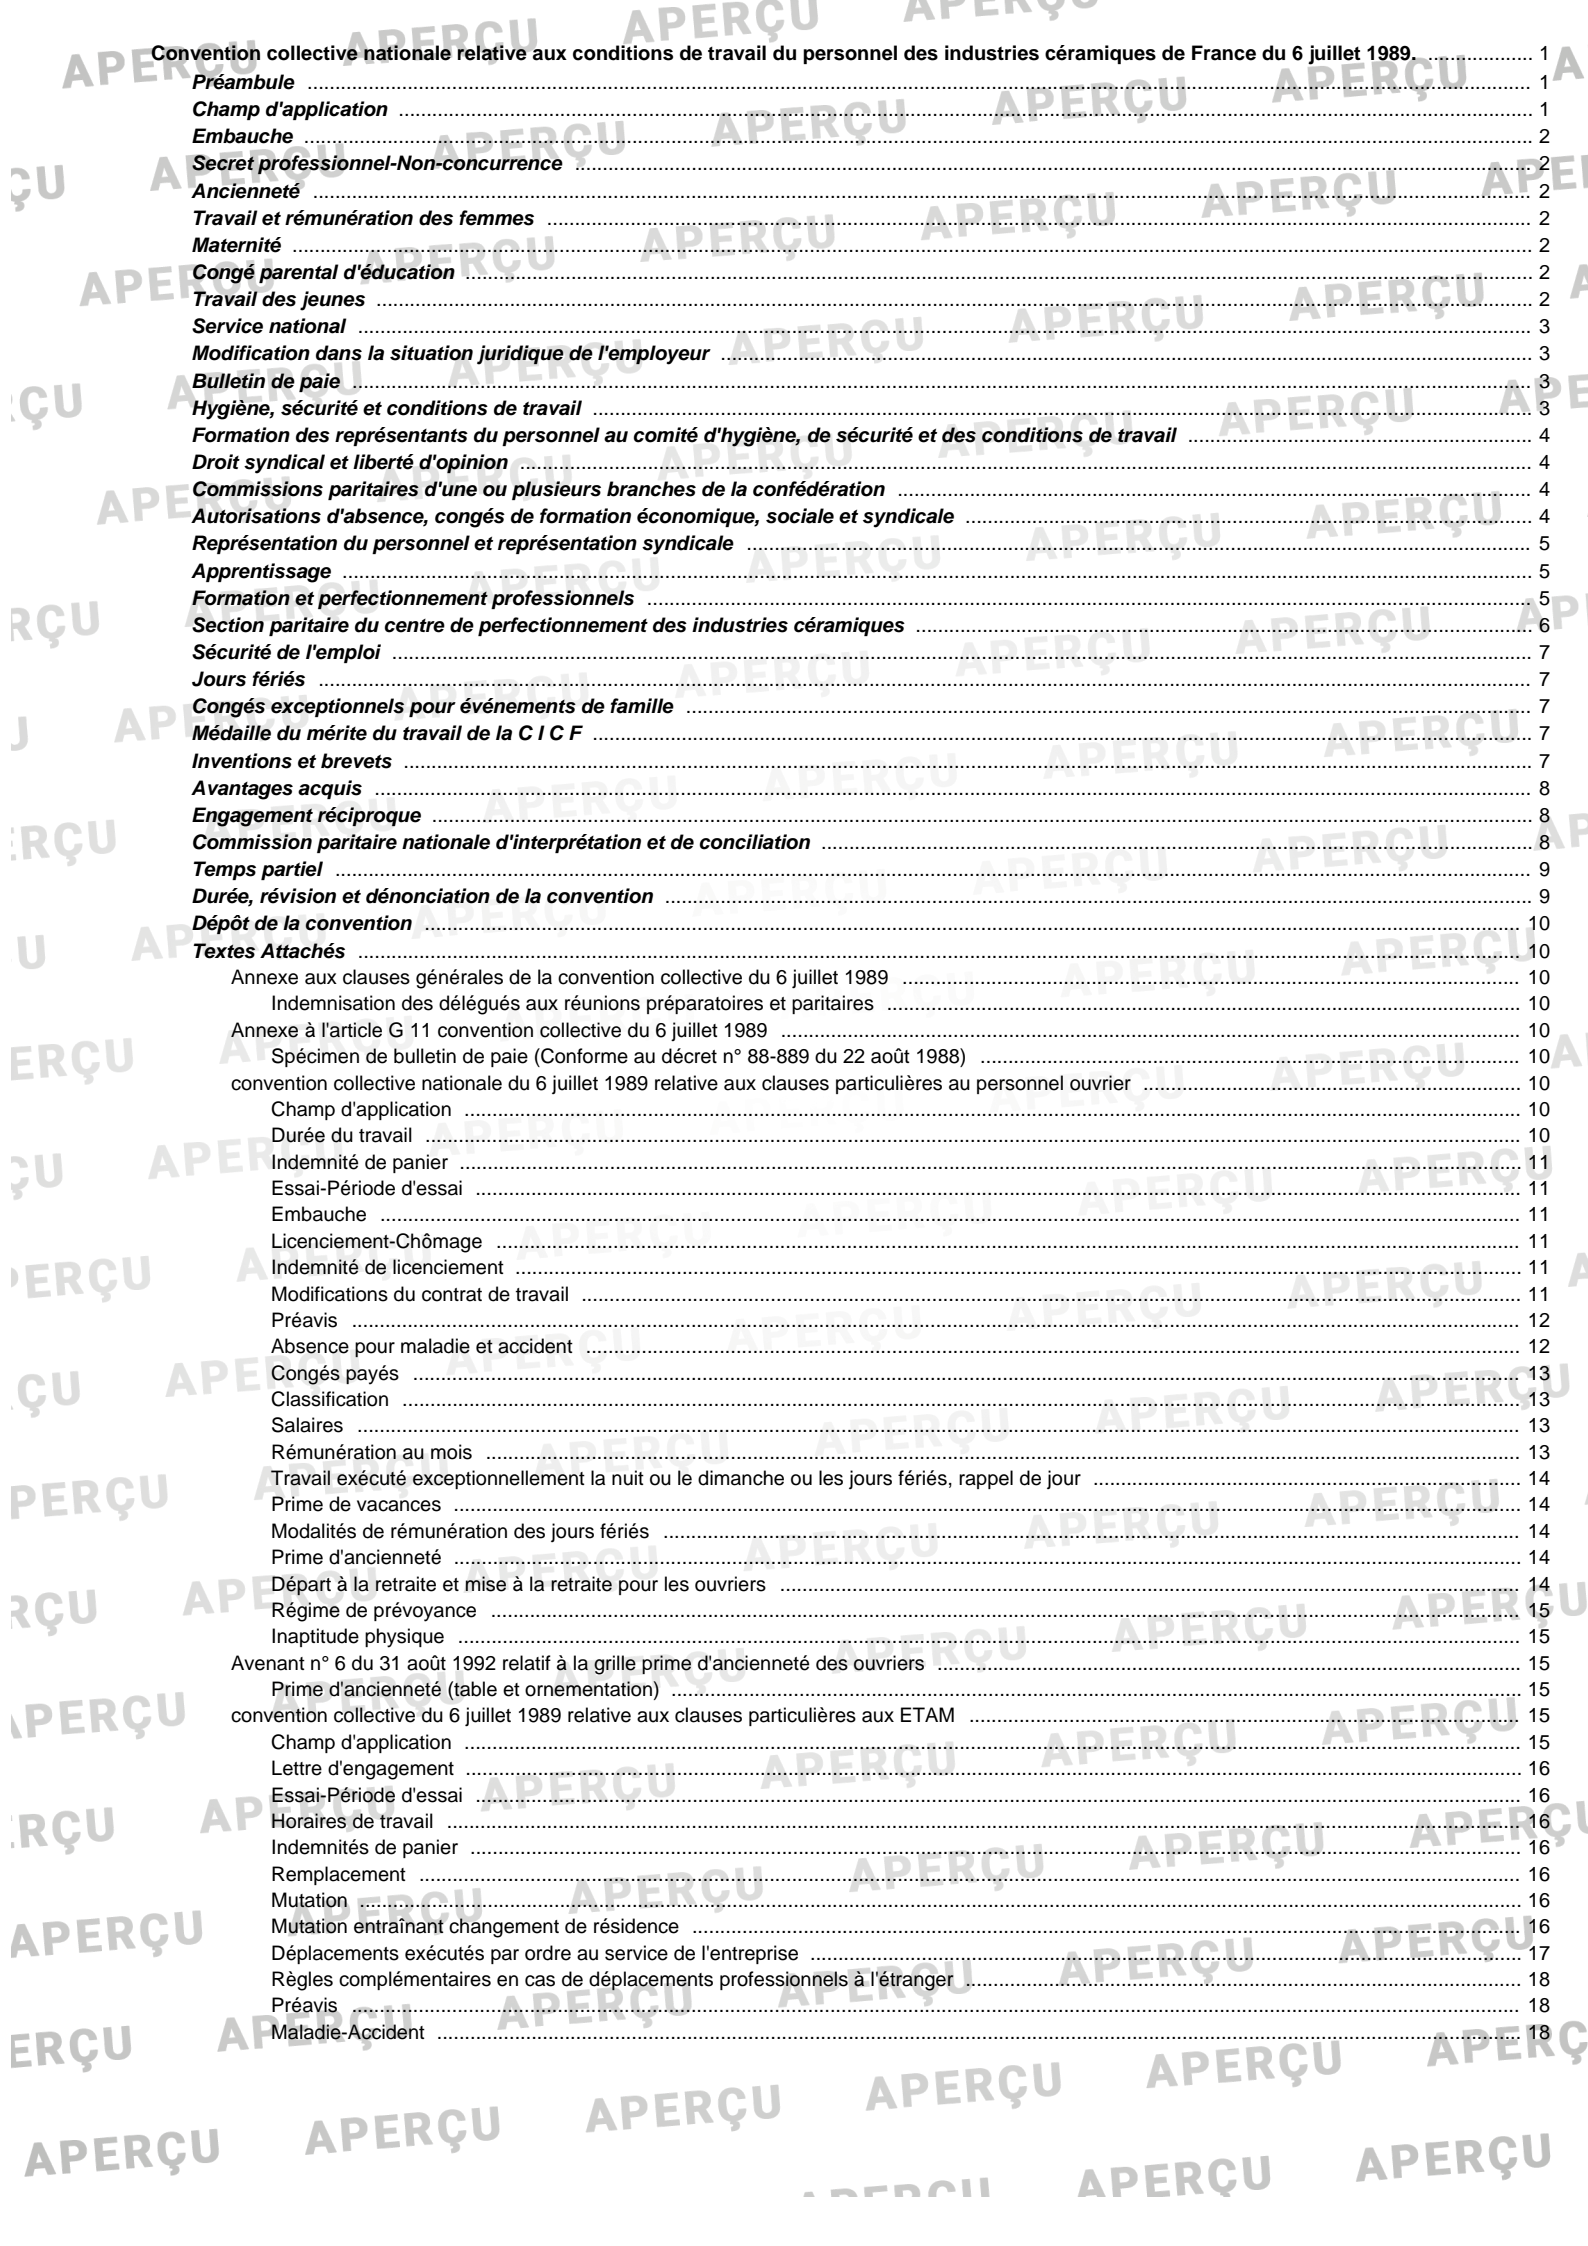 Convention collective nationale relative aux conditions de travail du personnel des industries céramiques de France du 6 juillet 1989. 1
Préambule 1
Champ d'application 1
Embauche 2
Secret professionnel-Non-concurrence 2
Ancienneté 2
Travail et rémunération des femmes 2
Maternité 2
Congé parental d'éducation 2
Travail des jeunes 2
Service national 3
Modification dans la situation juridique de l'employeur 3
Bulletin de paie 3
Hygiène, sécurité et conditions de travail 3
Formation des représentants du personnel au comité d'hygiène, de sécurité et des conditions de travail 4
Droit syndical et liberté d'opinion 4
Commissions paritaires d'une ou plusieurs branches de la confédération 4
Autorisations d'absence, congés de formation économique, sociale et syndicale 4
Représentation du personnel et représentation syndicale 5
Apprentissage 5
Formation et perfectionnement professionnels 5
Section paritaire du centre de perfectionnement des industries céramiques 6
Sécurité de l'emploi 7
Jours fériés 7
Congés exceptionnels pour événements de famille 7
Médaille du mérite du travail de la C I C F 7
Inventions et brevets 7
Avantages acquis 8
Engagement réciproque 8
Commission paritaire nationale d'interprétation et de conciliation 8
Temps partiel 9
Durée, révision et dénonciation de la convention 9
Dépôt de la convention 10
Textes Attachés 10
Annexe aux clauses générales de la convention collective du 6 juillet 1989 10
Indemnisation des délégués aux réunions préparatoires et paritaires 10
Annexe à l'article G 11 convention collective du 6 juillet 1989 10
Spécimen de bulletin de paie (Conforme au décret n° 88-889 du 22 août 1988) 10
convention collective nationale du 6 juillet 1989 relative aux clauses particulières au personnel ouvrier 10
Champ d'application 10
Durée du travail 10
Indemnité de panier 11
Essai-Période d'essai 11
Embauche 11
Licenciement-Chômage 11
Indemnité de licenciement 11
Modifications du contrat de travail 11
Préavis 12
Absence pour maladie et accident 12
Congés payés 13
Classification 13
Salaires 13
Rémunération au mois 13
Travail exécuté exceptionnellement la nuit ou le dimanche ou les jours fériés, rappel de jour 14
Prime de vacances 14
Modalités de rémunération des jours fériés 14
Prime d'ancienneté 14
Départ à la retraite et mise à la retraite pour les ouvriers 14
Régime de prévoyance 15
Inaptitude physique 15
Avenant n° 6 du 31 août 1992 relatif à la grille prime d'ancienneté des ouvriers 15
Prime d'ancienneté (table et ornementation) 15
convention collective du 6 juillet 1989 relative aux clauses particulières aux ETAM 15
Champ d'application 15
Lettre d'engagement 16
Essai-Période d'essai 16
Horaires de travail 16
Indemnités de panier 16
Remplacement 16
Mutation 16
Mutation entraînant changement de résidence 16
Déplacements exécutés par ordre au service de l'entreprise 17
Règles complémentaires en cas de déplacements professionnels à l'étranger 18
Préavis 18
Maladie-Accident 18
APERÇU